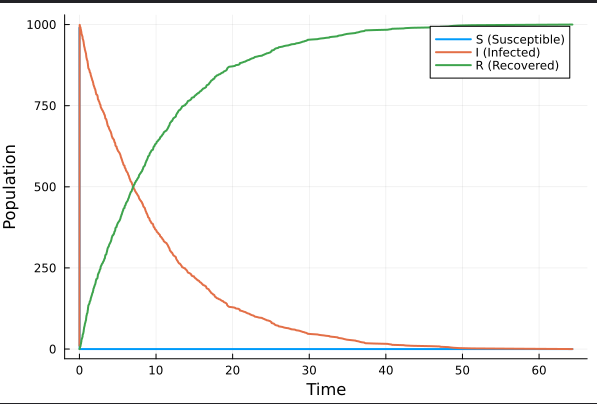 1000
750
500
250
0
Population
S (Susceptible)
I (Infected)
R (Recovered)
0 10 20 30 40 50 60
Time